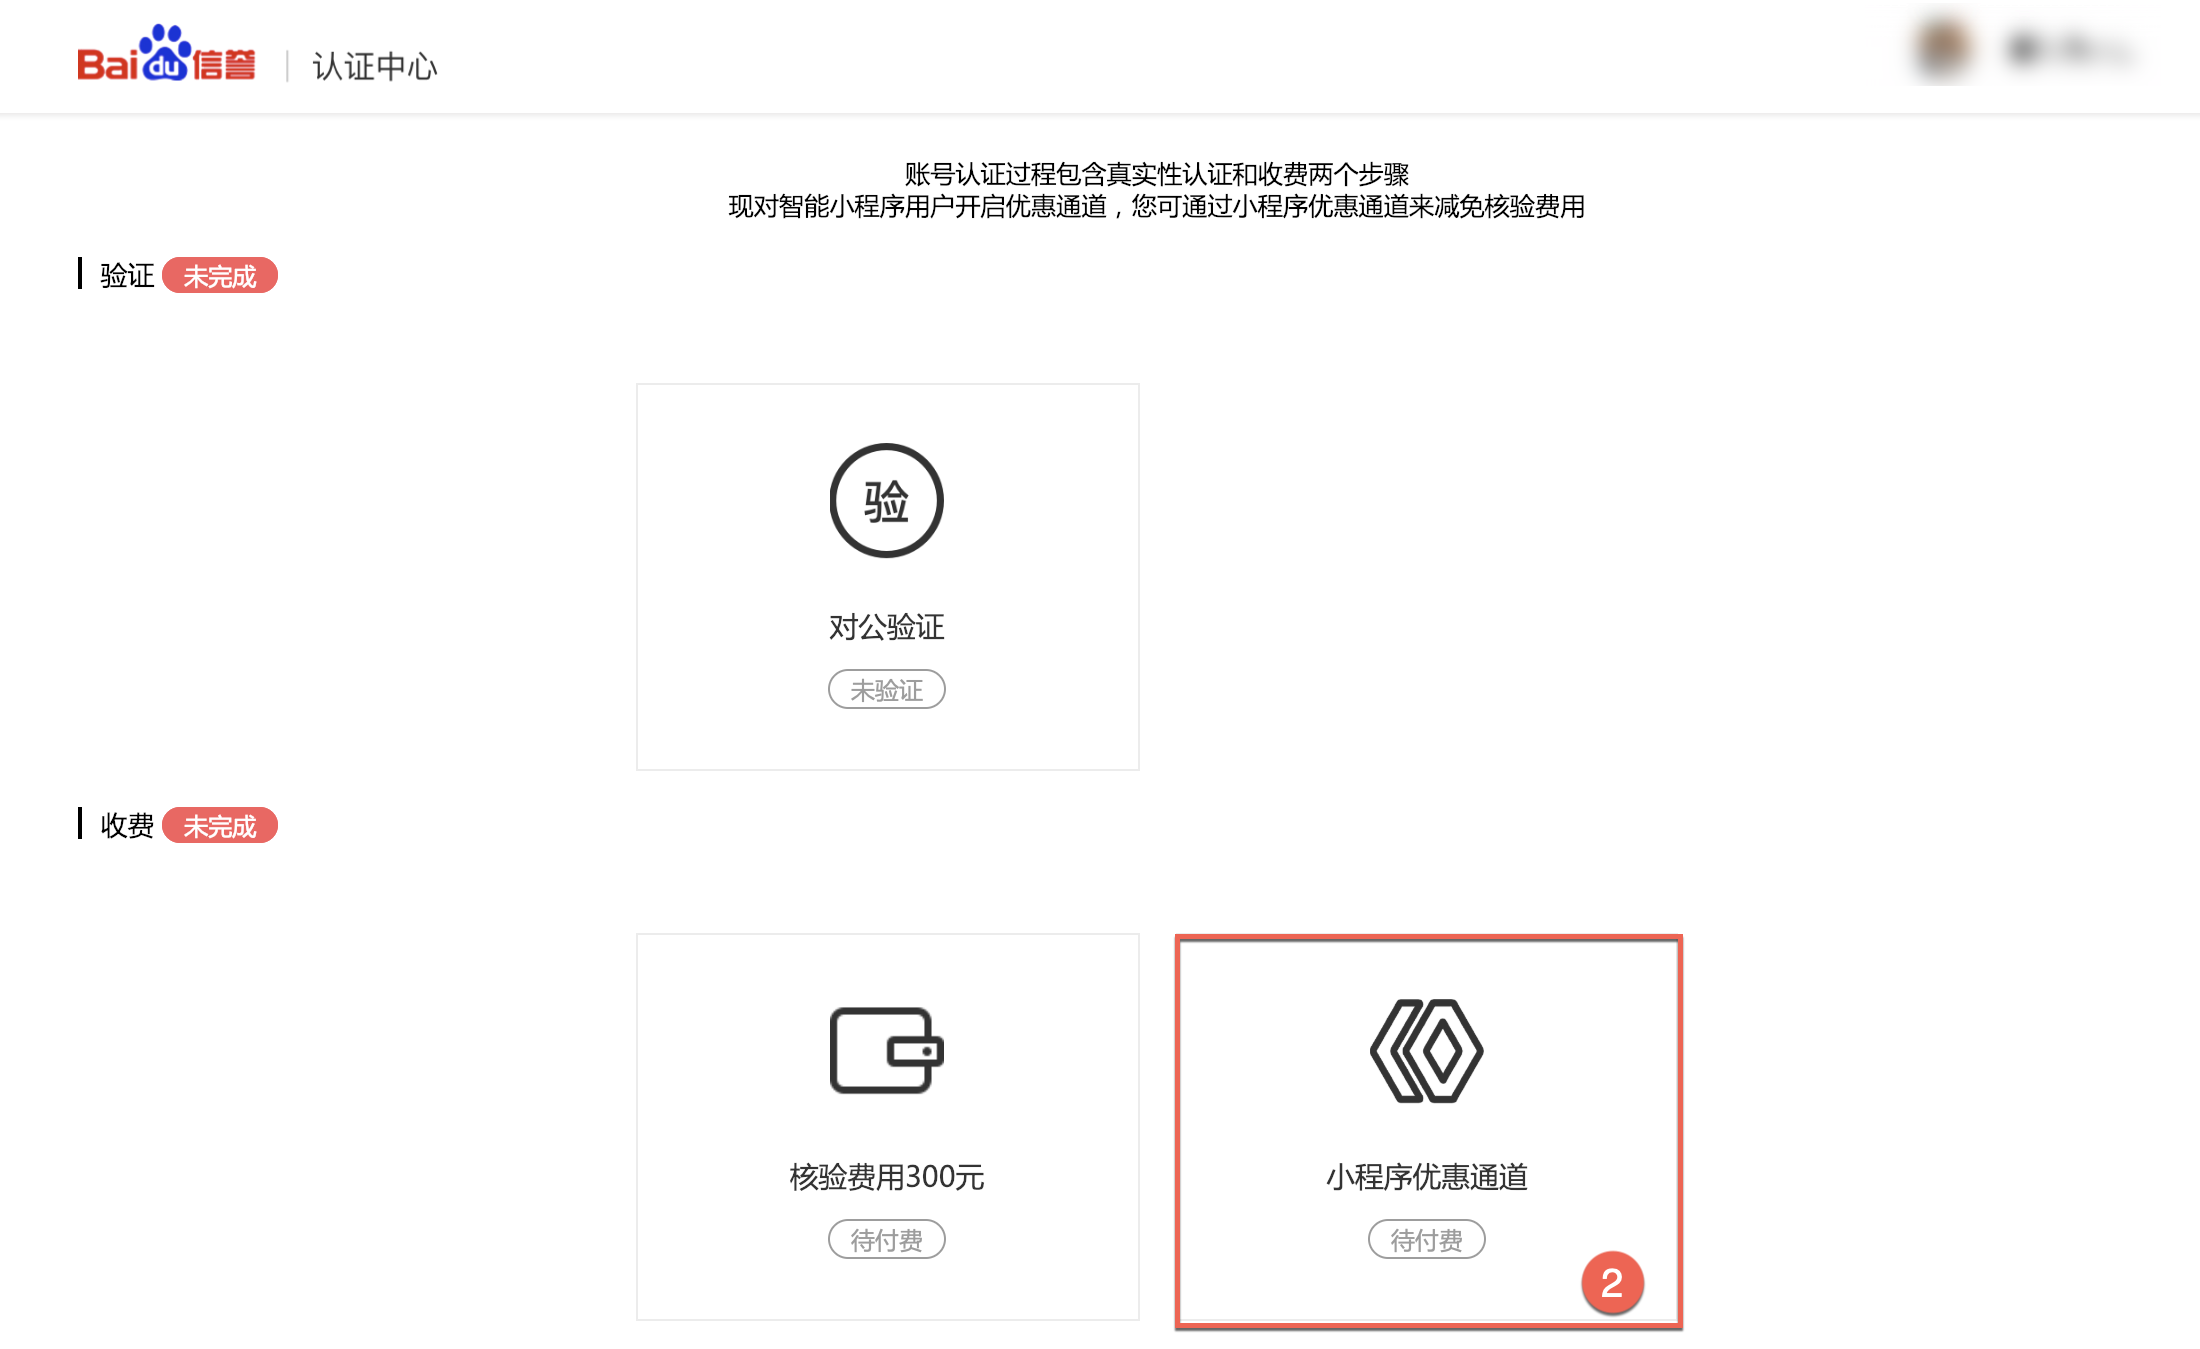 Baidu信誉 | 认证中心
账号认证过程包含真实性认证和收费两个步骤
现对智能小程序用户开启优惠通道，您可通过小程序优惠通道来减免核验费用
验证 未完成
验
对公验证
未验证
收费 未完成
核验费用300元
待付费
小程序优惠通道
待付费
2